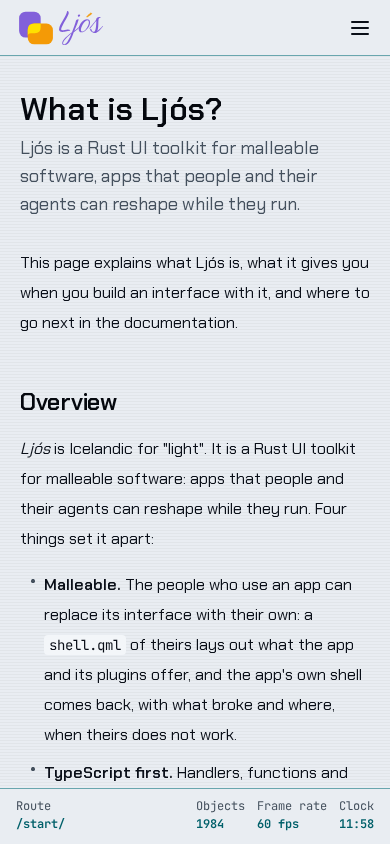 Ljós
What is Ljós?
Ljós is a Rust UI toolkit for malleable
software, apps that people and their
agents can reshape while they run.
This page explains what Ljós is, what it gives you
when you build an interface with it, and where to
go next in the documentation.
Overview
Ljós is Icelandic for "light". It is a Rust UI toolkit
for malleable software: apps that people and
their agents can reshape while they run. Four
things set it apart:
• Malleable. The people who use an app can
replace its interface with their own: a
shell.qml of theirs lays out what the app
and its plugins offer, and the app's own shell
comes back, with what broke and where,
when theirs does not work.
• TypeScript first. Handlers, functions and
Route Objects Frame rate Clock
/start/ 1984 60 fps 11:58